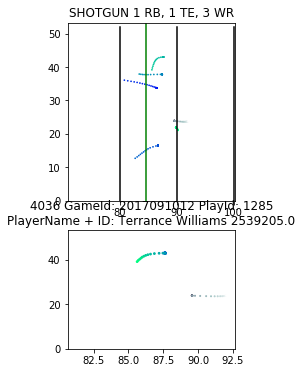 SHOTGUN 1 RB, 1 TE, 3 WR
50
40
30
20
10
0
80 90 100
4036 GameId: 2017091012 PlayId: 1285
PlayerName + ID: Terrance Williams 2539205.0
40
20
0
82.5 85.0 87.5 90.0 92.5